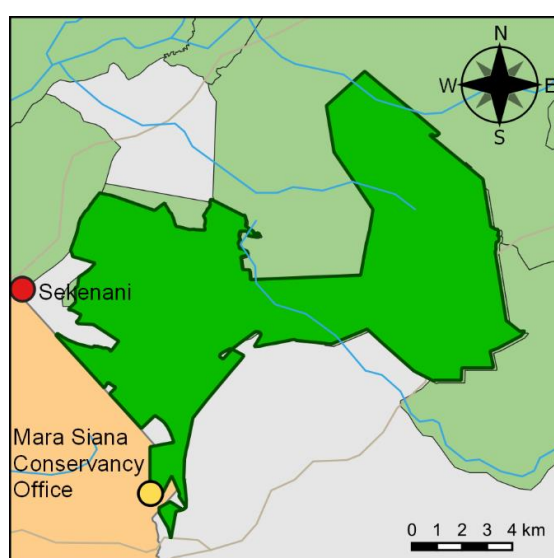 N
W E
S
Sekenani
Mara Siana
Conservancy
Office
0 1 2 3 4 km